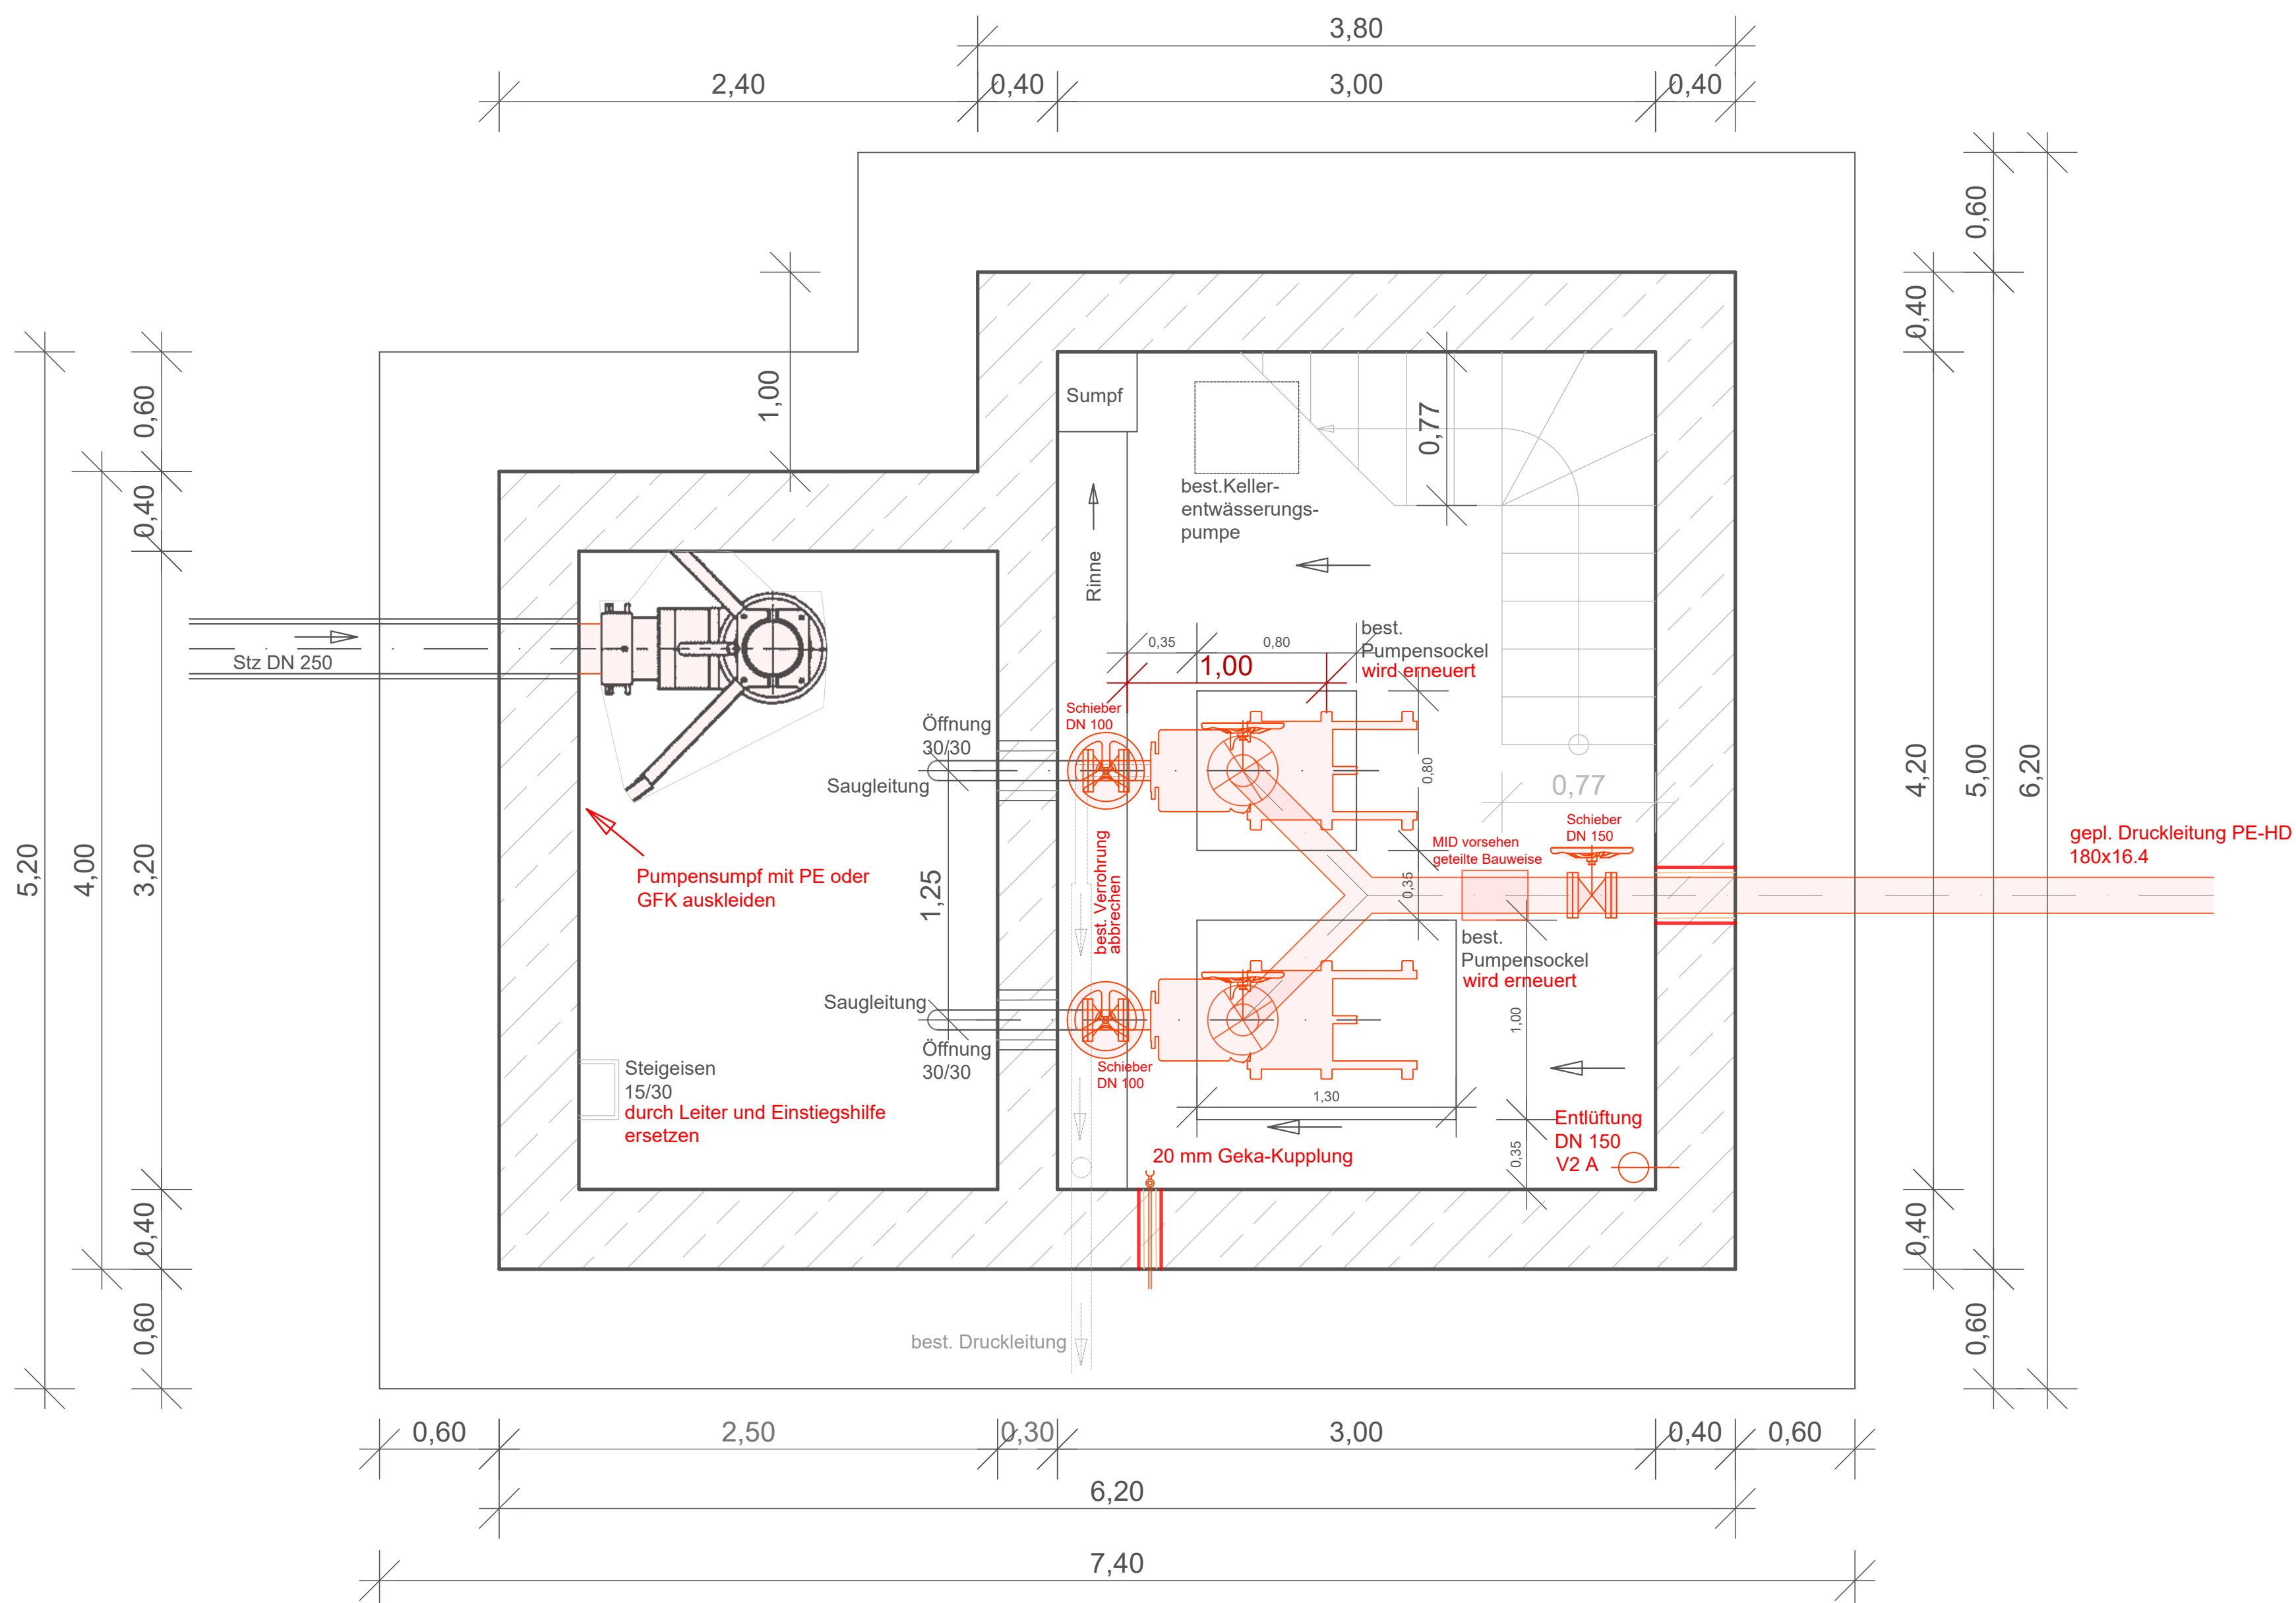 3,80
2,40
0,40
3,00
0,40
0,60
0,40
1,00
0,60
0,40
Sumpf
0,77
best.Keller-
entwässerungs-
pumpe
Rinne
Stz DN 250
0,35
0,80
best.
Pumpensockel
wird erneuert
1,00
Schieber
DN 100
Öffnung
30/30
Saugleitung
0,80
0,77
4,20
5,00
6,20
Schieber
DN 150
MID vorsehen
geteilte Bauweise
gepl. Druckleitung PE-HD
180x16.4
5,20
4,00
3,20
Pumpensumpf mit PE oder
GFK auskleiden
1,25
best. Verrohrung
abbrechen
0,35
best.
Pumpensockel
wird erneuert
Saugleitung
Öffnung
30/30
1,00
Steigeisen
15/30
durch Leiter und Einstiegshilfe
ersetzen
Schieber
DN 100
1,30
Entlüftung
DN 150
V2 A
20 mm Geka-Kupplung
0,35
0,40
0,40
0,60
0,60
best. Druckleitung
0,60
2,50
0,30
3,00
0,40
0,60
6,20
7,40